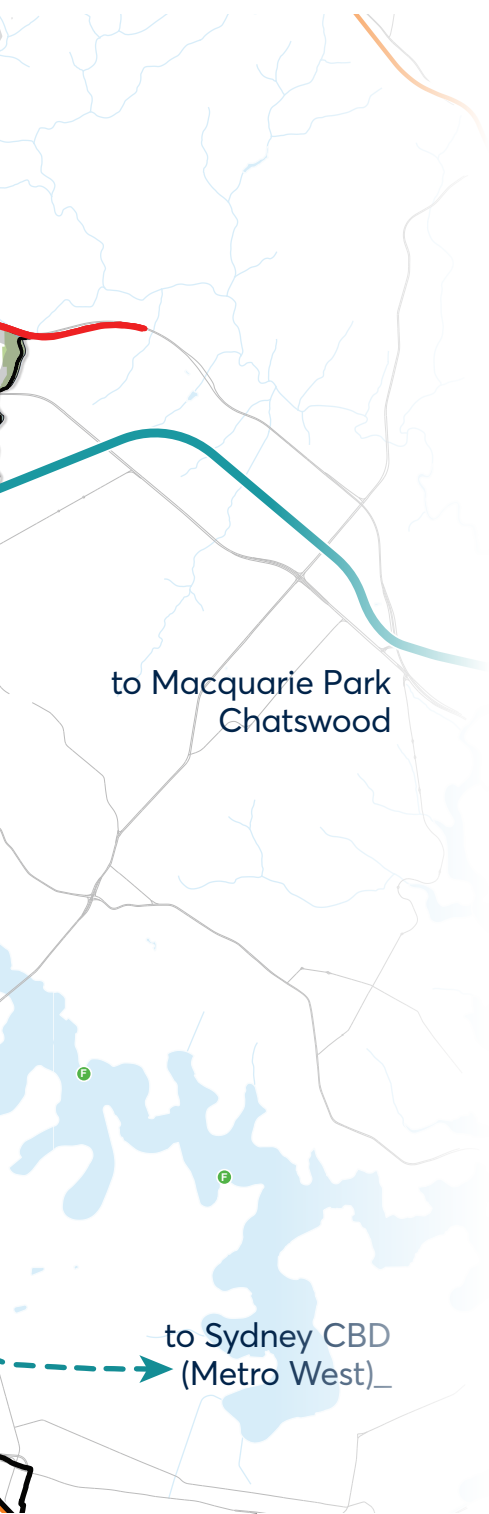 to Macquarie Park
Chatswood
F
F
to Sydney CBD
(Metro West)_